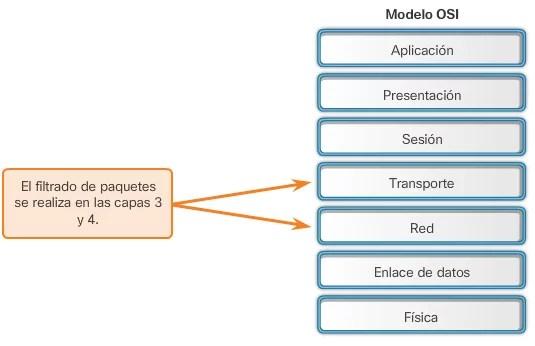 Modelo OSI
Aplicación
Presentación
Sesión
El filtrado de paquetes
se realiza en las capas 3
y 4.
Transporte
Red
Enlace de datos
Física